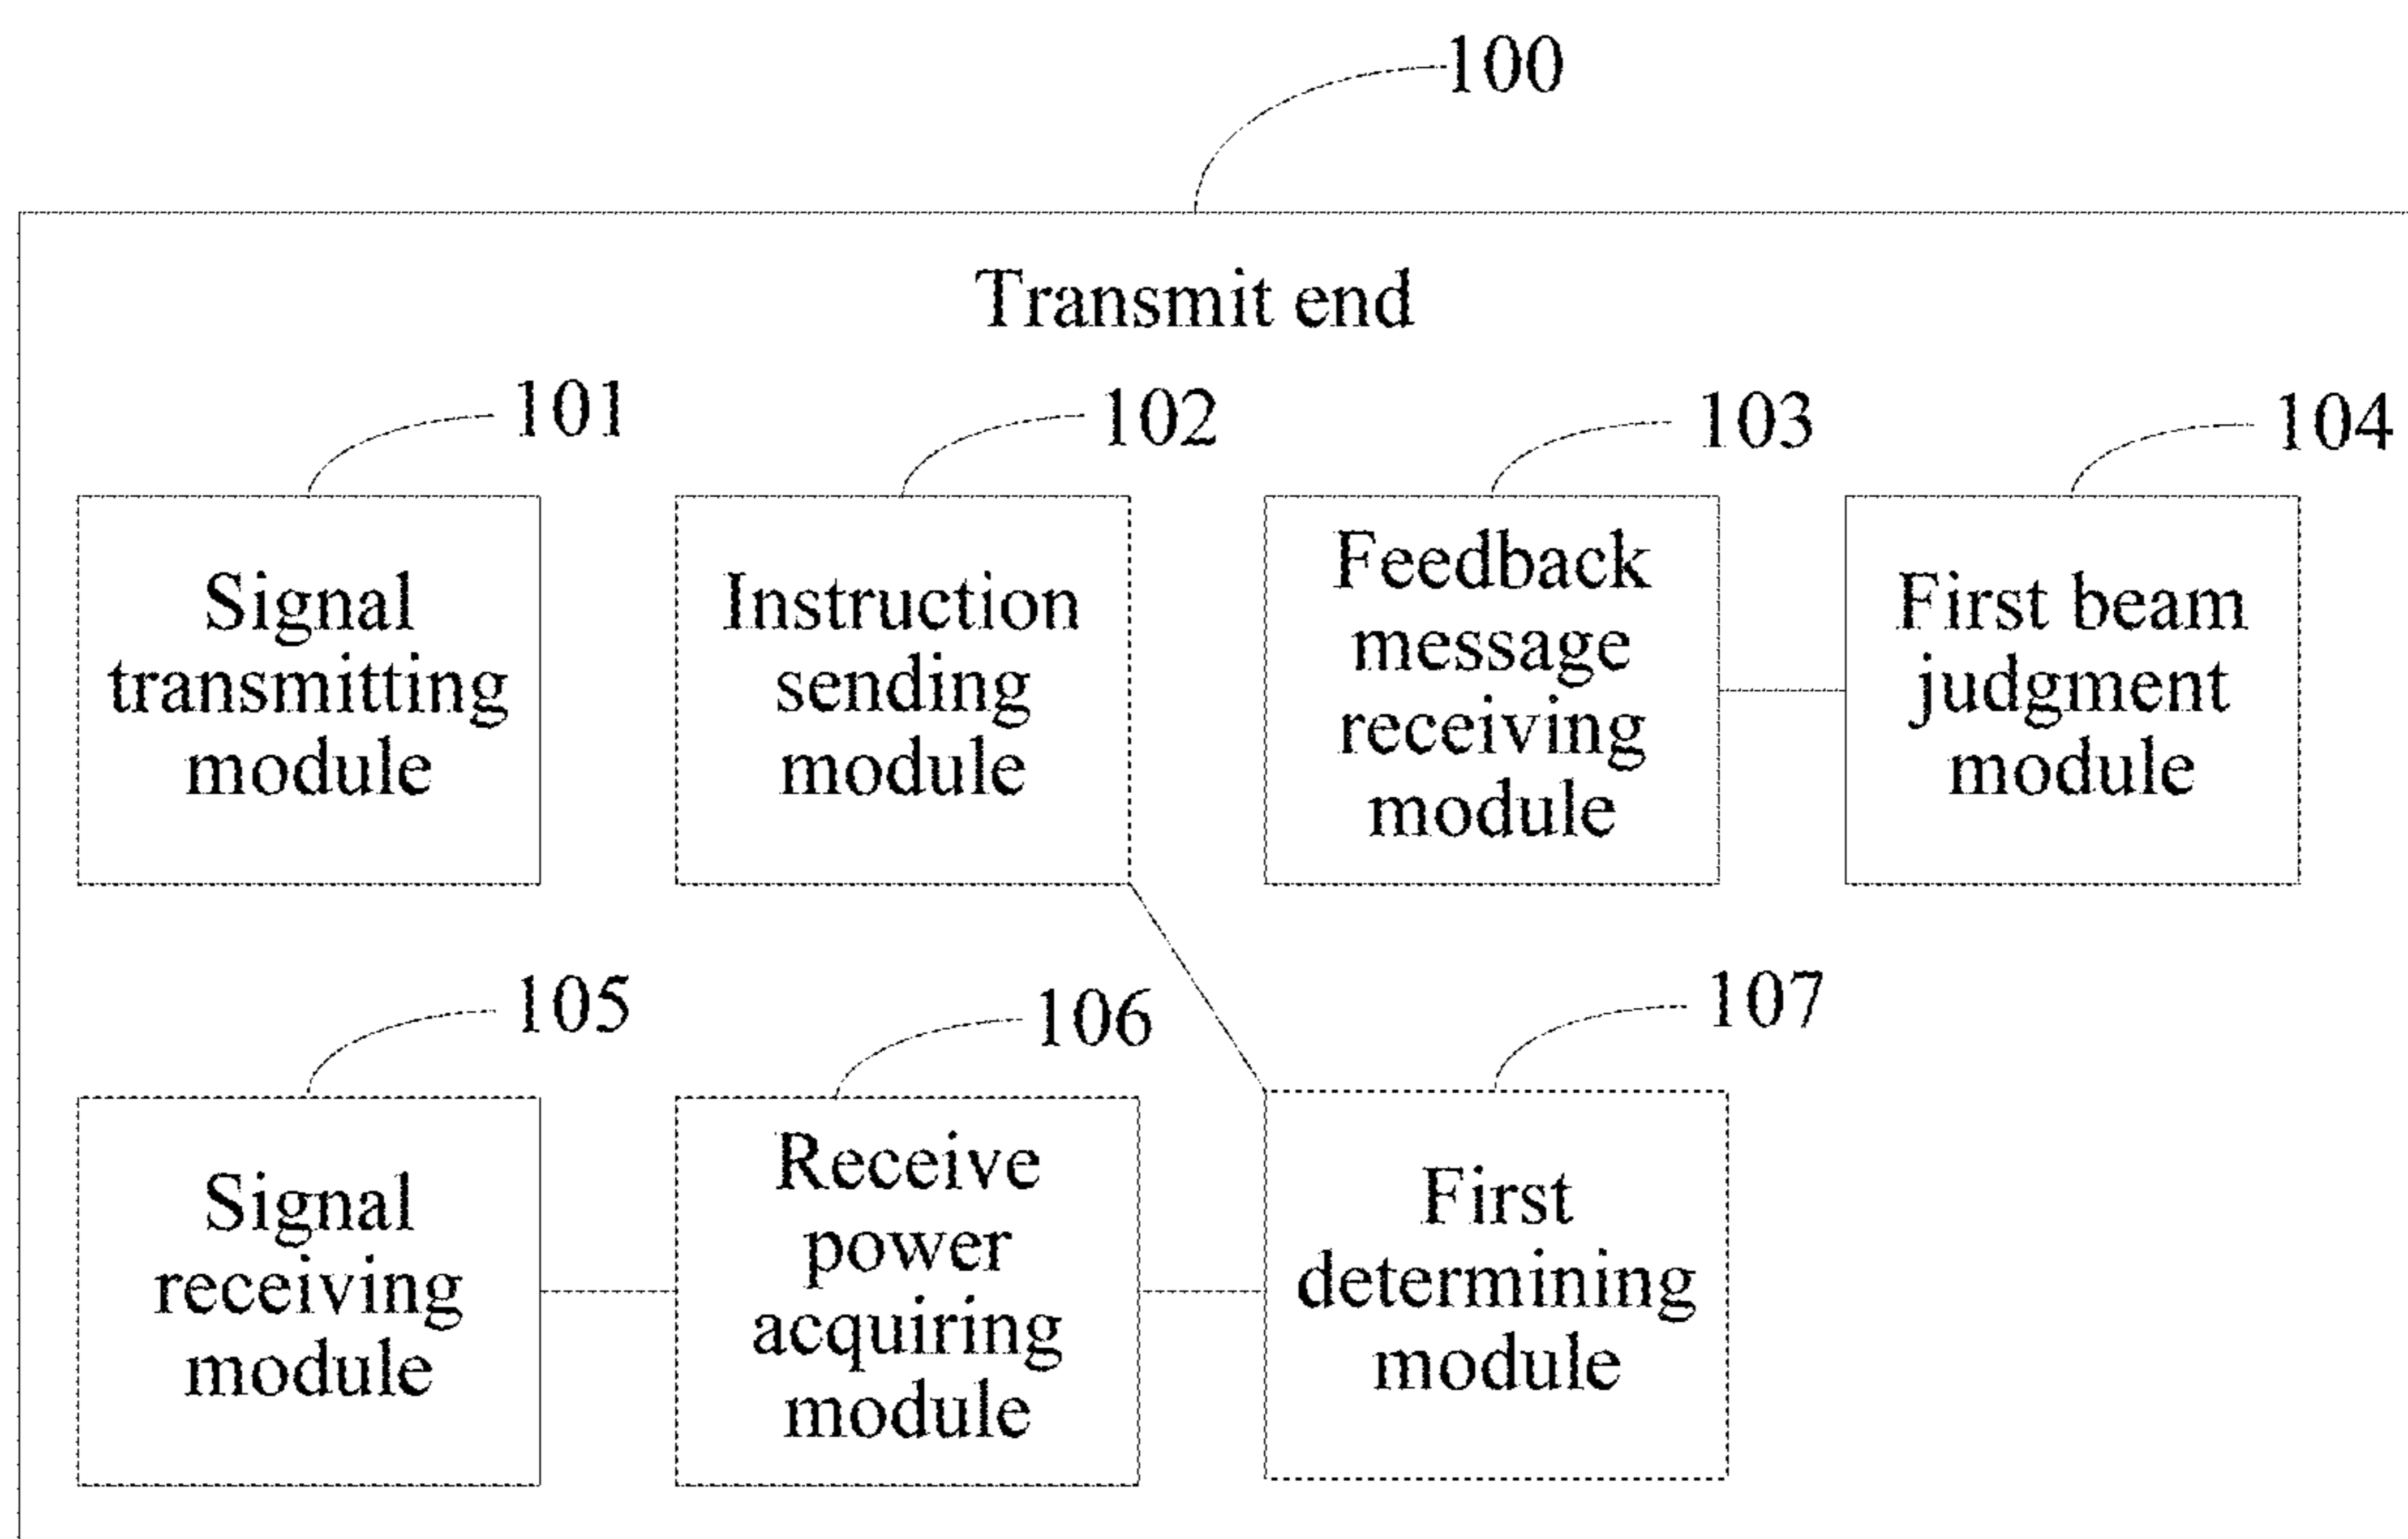 100
Transmit end
101
102
103
104
Signal
transmitting
module
Instruction
sending
module
Feedback
message
receiving
module
First beam
judgment
module
105
106
107
Signal
receiving
module
Receive
power
acquiring
module
First
determining
module